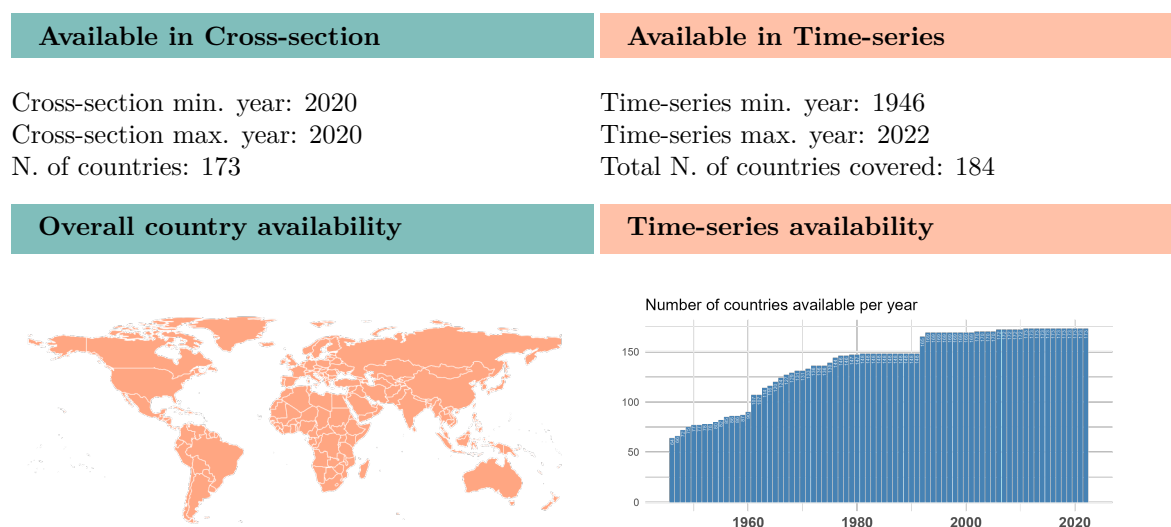 Available in Cross-section
Available in Time-series
Cross-section min. year: 2020
Cross-section max. year: 2020
N. of countries: 173
Time-series min. year: 1946
Time-series max. year: 2022
Total N. of countries covered: 184
Overall country availability
Time-series availability
Number of countries available per year
150
100
50
0
1960
1980
2000
2020